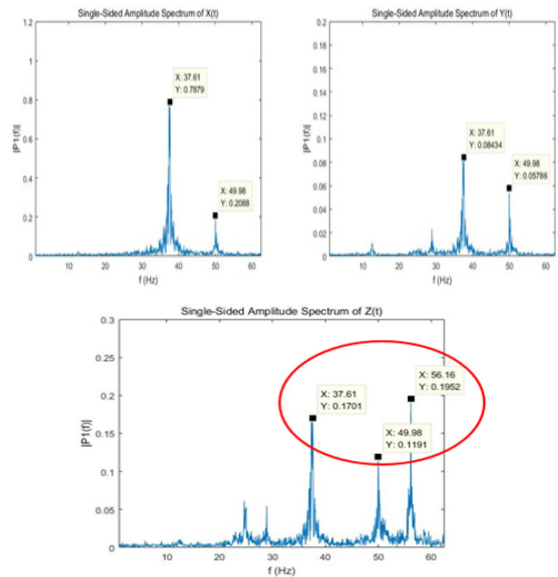 Single-Sided Amplitude Spectrum of X(t)
1.2
1
0.8
0.6
0.4
0.2
0
|P1(f)|
X: 37.61
Y: 0.7879
X: 49.98
Y: 0.2088
10 20 30 40 50 60
f (Hz)
Single-Sided Amplitude Spectrum of Y(t)
0.2
0.18
0.16
0.14
0.12
0.1
0.08
0.06
0.04
0.02
0
|P1(f)|
X: 37.61
Y: 0.08434
X: 49.98
Y: 0.05786
10 20 30 40 50 60
f (Hz)
Single-Sided Amplitude Spectrum of Z(t)
0.3
0.25
0.2
0.15
0.1
0.05
0
|P1(f)|
X: 37.61
Y: 0.1701
X: 56.16
Y: 0.1952
X: 49.98
Y: 0.1191
10 20 30 40 50 60
f (Hz)